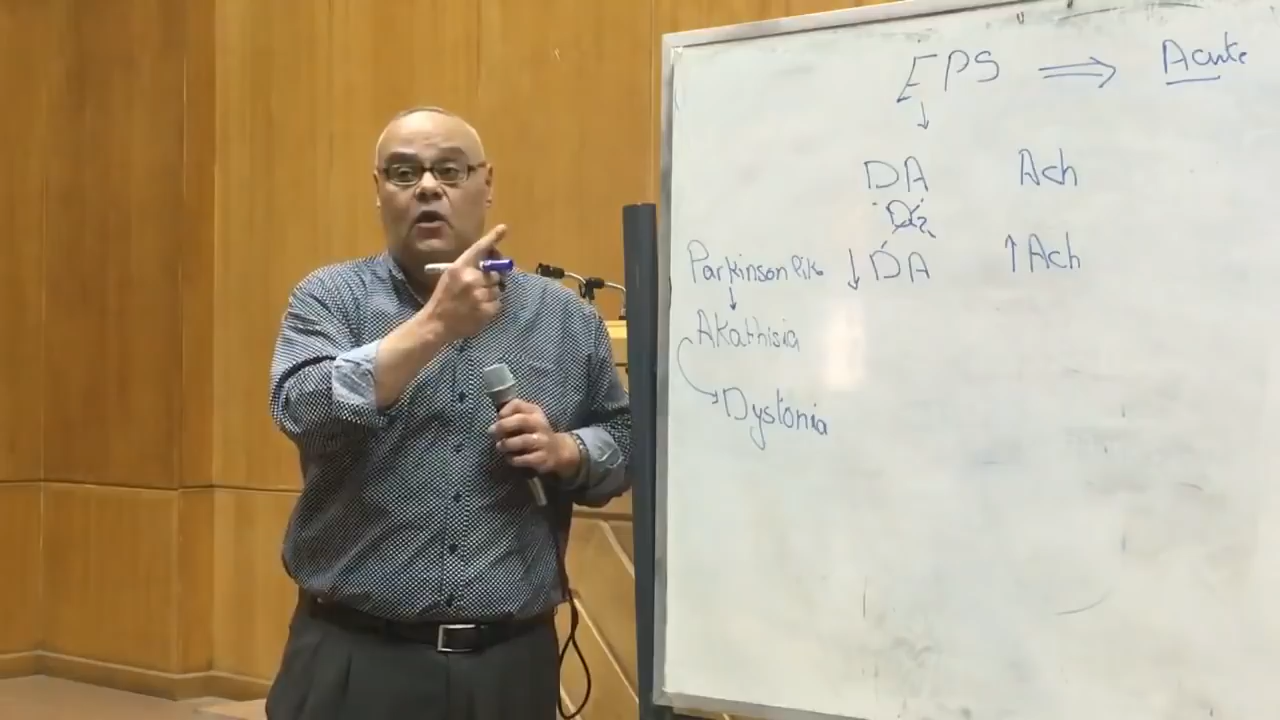 EPS ⟹ Acute
↓
DA Ach
D2
Parkinson like ↓ DA ↑ Ach
↓
Akathisia
Dystonia